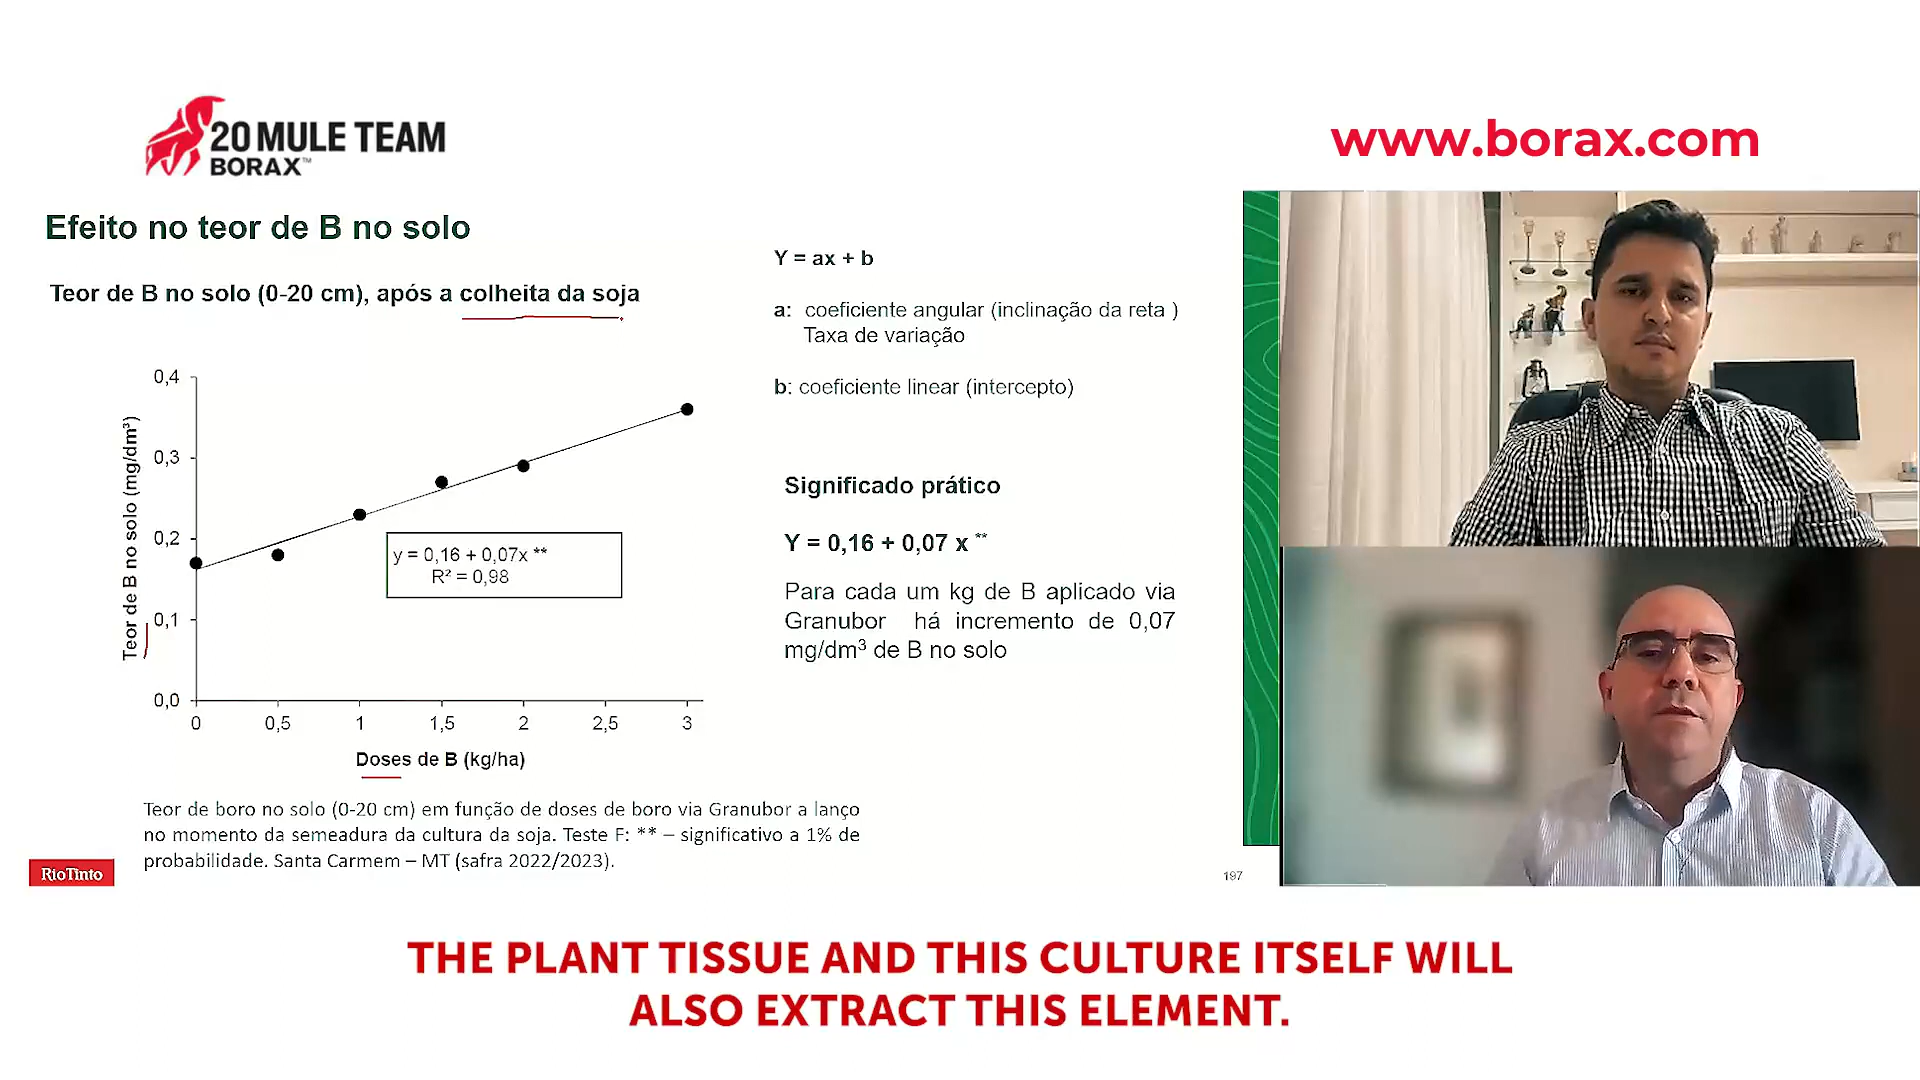 20 MULE TEAM
BORAX™
www.borax.com
Efeito no teor de B no solo
Teor de B no solo (0-20 cm), após a colheita da soja
Teor de B no solo (mg/dm³)
0,4
0,3
0,2
0,1
0,0
0 0,5 1 1,5 2 2,5 3
Doses de B (kg/ha)
y = 0,16 + 0,07x **
R² = 0,98
Y = ax + b
a: coeficiente angular (inclinação da reta )
Taxa de variação
b: coeficiente linear (intercepto)
Significado prático
Y = 0,16 + 0,07 x **
Para cada um kg de B aplicado via
Granubor há incremento de 0,07
mg/dm³ de B no solo
Teor de boro no solo (0-20 cm) em função de doses de boro via Granubor a lanço
no momento da semeadura da cultura da soja. Teste F: ** – significativo a 1% de
probabilidade. Santa Carmem – MT (safra 2022/2023).
RioTinto
197
THE PLANT TISSUE AND THIS CULTURE ITSELF WILL
ALSO EXTRACT THIS ELEMENT.